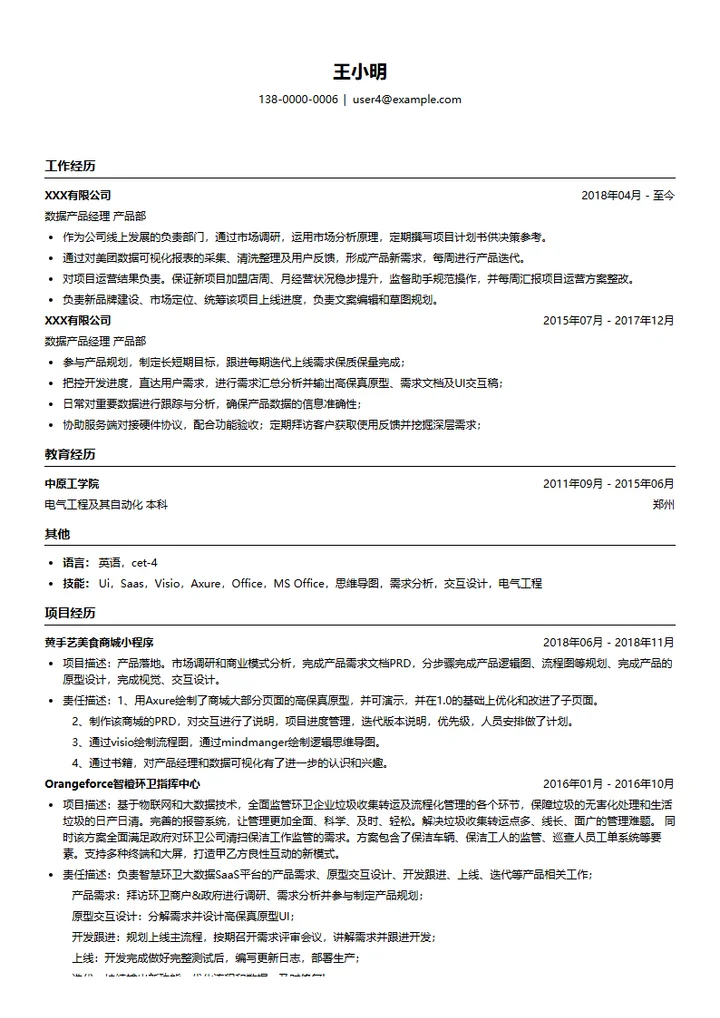 王小明
138-0000-0006 | user4@example.com
工作经历
XXX有限公司 2018年04月 - 至今
数据产品经理 产品部
• 作为公司线上发展的负责部门，通过市场调研，运用市场分析原理，定期撰写项目计划书供决策参考。
• 通过对美团数据可视化报表的采集、清洗整理及用户反馈，形成产品新需求，每周进行产品迭代。
• 对项目运营结果负责。保证新项目加盟店周、月经营状况稳步提升，监督助手规范操作，并每周汇报项目运营方案整改。
• 负责新品牌建设、市场定位、统筹该项目上线进度，负责文案编辑和草图规划。
XXX有限公司 2015年07月 - 2017年12月
数据产品经理 产品部
• 参与产品规划，制定长短期目标，跟进每期迭代上线需求保质保量完成；
• 把控开发进度，直达用户需求，进行需求汇总分析并输出高保真原型、需求文档及UI交互稿；
• 日常对重要数据进行跟踪与分析，确保产品数据的信息准确性；
• 协助服务端对接硬件协议，配合功能验收；定期拜访客户获取使用反馈并挖掘深层需求；
教育经历
中原工学院 2011年09月 - 2015年06月
电气工程及其自动化 本科 郑州
其他
• 语言： 英语，cet-4
• 技能： Ui，Saas，Visio，Axure，Office，MS Office，思维导图，需求分析，交互设计，电气工程
项目经历
黄手艺美食商城小程序 2018年06月 - 2018年11月
• 项目描述：产品落地。市场调研和商业模式分析，完成产品需求文档PRD，分步骤完成产品逻辑图、流程图等规划、完成产品的
原型设计，完成视觉、交互设计。
• 责任描述：1、用Axure绘制了商城大部分页面的高保真原型，并可演示，并在1.0的基础上优化和改进了子页面。
2、制作该商城的PRD，对交互进行了说明，项目进度管理，迭代版本说明，优先级，人员安排做了计划。
3、通过visio绘制流程图，通过mindmanger绘制逻辑思维导图。
4、通过书籍，对产品经理和数据可视化有了进一步的认识和兴趣。
Orangeforce智橙环卫指挥中心 2016年01月 - 2016年10月
• 项目描述：基于物联网和大数据技术，全面监管环卫企业垃圾收集转运及流程化管理的各个环节，保障垃圾的无害化处理和生活
垃圾的日产日清。完善的报警系统，让管理更加全面、科学、及时、轻松。解决垃圾收集转运点多、线长、面广的管理难题。 同
时该方案全面满足政府对环卫公司清扫保洁工作监管的需求。方案包含了保洁车辆、保洁工人的监管、巡查人员工单系统等要
素。支持多种终端和大屏，打造甲乙方良性互动的新模式。
• 责任描述：负责智慧环卫大数据SaaS平台的产品需求、原型交互设计、开发跟进、上线、迭代等产品相关工作；
产品需求：拜访环卫商户&政府进行调研、需求分析并参与制定产品规划；
原型交互设计：分解需求并设计高保真原型UI；
开发跟进：规划上线主流程，按期召开需求评审会议，讲解需求并跟进开发；
上线：开发完成做好完整测试后，编写更新日志，部署生产；